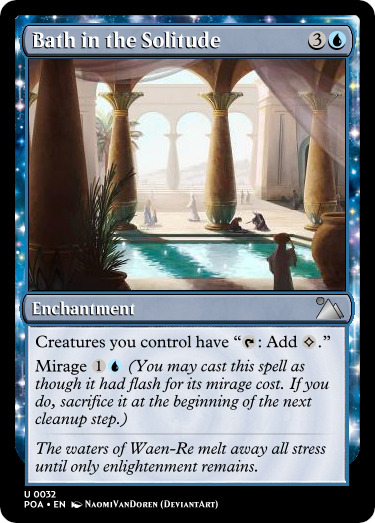 Bath in the Solitude 3
Enchantment
Creatures you control have “: Add .”
Mirage 1 (You may cast this spell as
though it had flash for its mirage cost. If you
do, sacrifice it at the beginning of the next
cleanup step.)
The waters of Waen-Re melt away all stress
until only enlightenment remains.
U 0032
POA • EN NaomiVanDoren (DeviantArt)